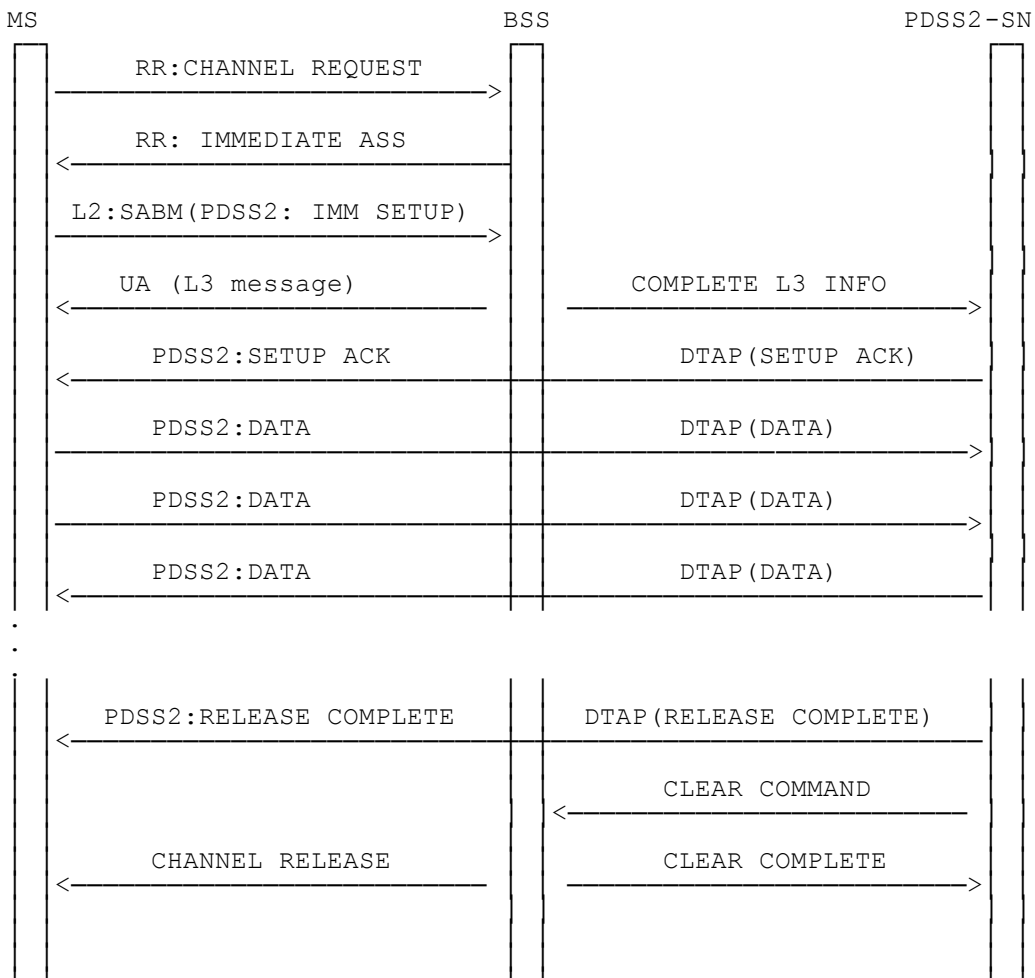 MS BSS PDSS2-SN
RR:CHANNEL REQUEST
RR: IMMEDIATE ASS
L2:SABM(PDSS2: IMM SETUP)
UA (L3 message) COMPLETE L3 INFO
PDSS2:SETUP ACK DTAP(SETUP ACK)
PDSS2:DATA DTAP(DATA)
PDSS2:DATA DTAP(DATA)
PDSS2:DATA DTAP(DATA)
.
.
.
PDSS2:RELEASE COMPLETE DTAP(RELEASE COMPLETE)
CLEAR COMMAND
CHANNEL RELEASE CLEAR COMPLETE